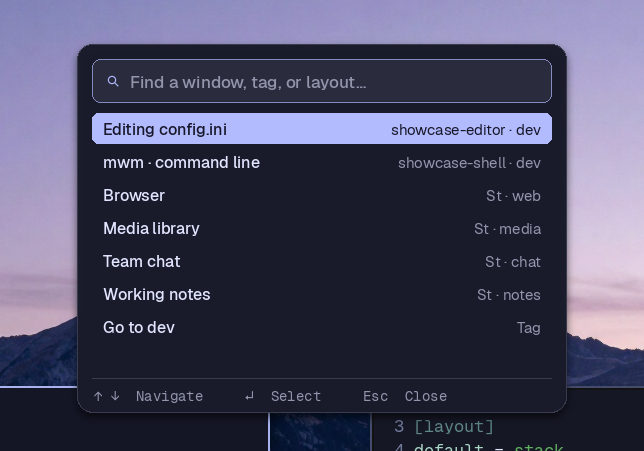 Find a window, tag, or layout...
Editing config.ini showcase-editor · dev
mwm · command line showcase-shell · dev
Browser St · web
Media library St · media
Team chat St · chat
Working notes St · notes
Go to dev Tag
↑ ↓ Navigate ↵ Select Esc Close
3 [layout]
4 default = stack